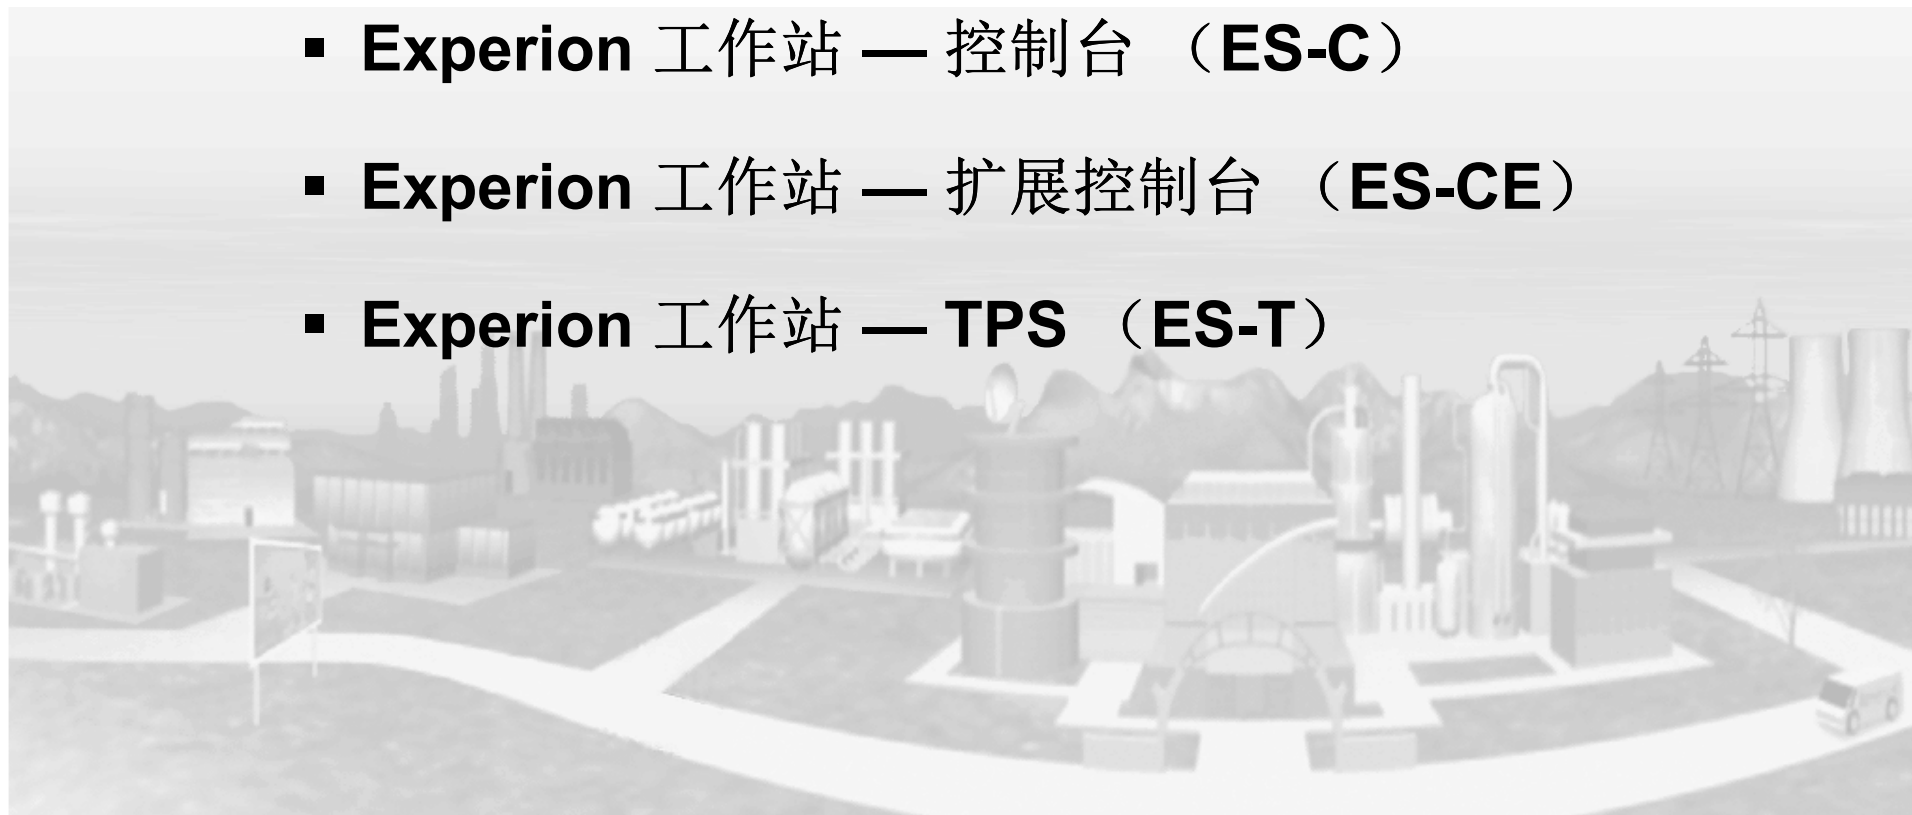 ▪ Experion 工作站 — 控制台 （ES-C）
▪ Experion 工作站 — 扩展控制台 （ES-CE）
▪ Experion 工作站 — TPS （ES-T）